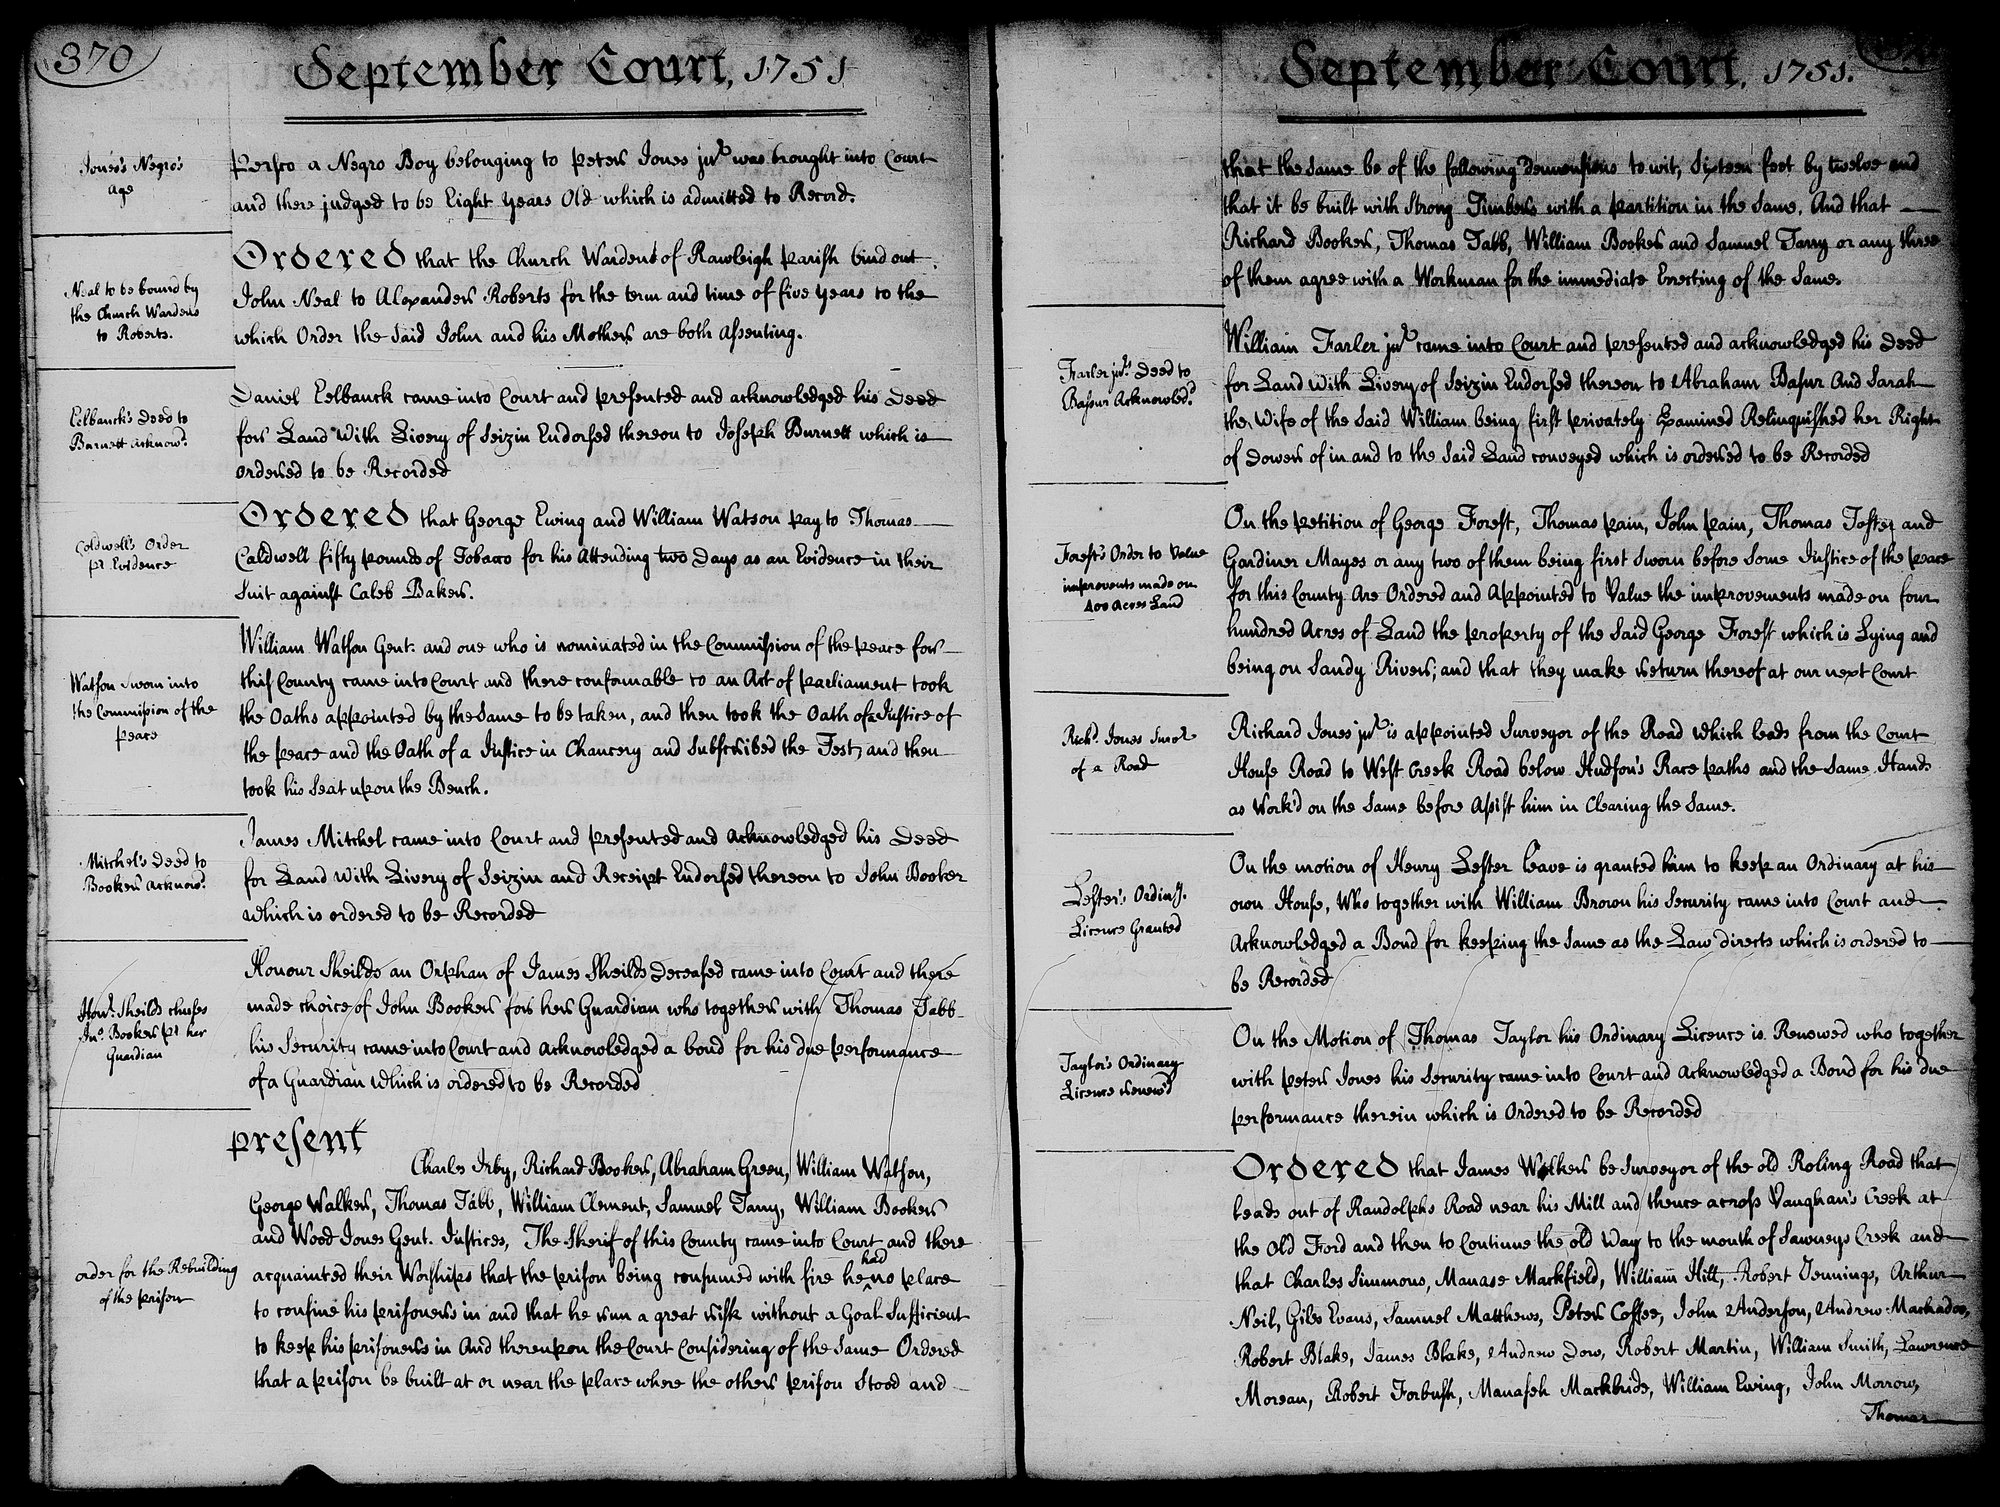 370
September Court, 1751
Jones's Negro's
age
Persco a Negro Boy belonging to Peter Jones junr was brought into Court
and there judged to be Eight Years Old which is admitted to Record.
Neal to be bound by
the Church Wardens
to Roberts.
Ordered that the Church Wardens of Rawleigh Parish bind out
John Neal to Alexander Roberts for the term and time of five Years to the
which Order the Said John and his Mother are both assenting.
Eelbanck's Deed to
Burnett acknowd.
Daniel Eelbanck came into Court and presented and acknowledged his Deed
for Land With Livery of Seizin Endorsed thereon to Joseph Burnett which is
ordered to be Recorded
Coldwell's Order
pr. Evidence
Ordered that George Ewing and William Watson pay to Thomas
Caldwell fifty pounds of Tobacco for his Attending two Days as an Evidence in their
Suit against Caleb Baker.
Watson Sworn into
the Commission of the
peace
William Watson Gent. and one who is nominated in the Commission of the peace for
this County came into Court and there conformable to an Act of parliament took
the Oaths appointed by the Same to be taken, and then took the Oath of a Justice of
the peace and the Oath of a Justice in Chancery and Subscribed the Test, and then
took his Seat upon the Bench.
Mitchel's Deed to
Booker acknowd.
James Mitchel came into Court and presented and acknowledged his Deed
for Land With Livery of Seizin and Receipt Endorsed thereon to John Booker
which is ordered to be Recorded
Honr. Sheilds chuses
Jno. Booker pr her
Guardian
Honour Sheilds an Orphan of James Sheilds Deceased came into Court and there
made choice of John Booker for her Guardian who together with Thomas Tabb
his Security came into Court and acknowledged a bond for his due performance
of a Guardian which is ordered to be Recorded
present
Charles Irby, Richard Booker, Abraham Green, William Watson,
George Walker, Thomas Tabb, William Clement, Samuel Tarry, William Booker
and Wood Jones Gent. Justices, The Sherif of this County came into Court and there
order for the Rebuilding
of the prison
acquainted their Worships that the prison being consumed with fire he had no place
to confine his prisoners in and that he run a great risk without a Goal Sufficient
to keep his prisoners in And thereupon the Court Considering of the Same Ordered
that a prison be built at or near the place where the other prison Stood and
September Court, 1751.
that the same be of the following demensions to wit, Sixteen foot by twelve and
that it be built with Strong Timbers with a partition in the Same. And that
Richard Booker, Thomas Tabb, William Booker and Samuel Tarry or any three
of them agree with a Workman for the immediate Errecting of the Same.
Farler junrs. Deed to
Bassur Acknowledd.
William Farler junr came into Court and presented and acknowledged his Deed
for Land With Livery of Seizin Endorsed thereon to Abraham Basur And Sarah
the Wife of the Said William being first privately Examined Relinquished her Right
of Dower of in and to the Said Land conveyed which is ordered to be Recorded
Forest's Order to Value
improvents made on
400 Acres Land
On the petition of George Forest, Thomas pain, John pain, Thomas Foster and
Gardiner Mayes or any two of them being first Sworn before Some Justice of the peace
for this County Are Ordered and Appointed to Value the improvements made on four
hundred Acres of Land the property of the Said George Forest which is Lying and
being on Sandy River; and that they make return thereof at our next Court
Richd. Jones Survr.
of a Road
Richard Jones junr is appointed Surveyor of the Road which leads from the Court
House Road to West Creek Road below Hudson's Race paths and the Same Hands
as Work'd on the Same before Assist him in Clearing the Same.
Lester's Ordiny.
Licence Granted
On the motion of Henry Lester leave is granted him to keep an Ordinary at his
own House, Who together with William Brown his Security came into Court and
Acknowledged a Bond for keeping the Same as the Law directs which is ordered to
be Recorded
Taylor's Ordinary
Licence renew'd
On the Motion of Thomas Taylor his Ordinary Licence is Renewed who together
with Peter Jones his Security came into Court and acknowledged a Bond for his due
performance therein which is Ordered to be Recorded
Ordered that James Walker be Surveyor of the old Roling Road that
leads out of Randolphs Road near his Mill and thence across Vaughan's Creek at
the Old Ford and then to Continue the old Way to the mouth of Sawneys Creek and
that Charles Simmons, Manase Mackfield, William Hill, Robert Jennings, Arthur
Neil, Giles Evans, Samuel Matthews, Peter Coffee, John Anderson, Andrew Mackadoo,
Robert Blake, James Blake, Andrew Dow, Robert Martin, William Smith, Lawrence
Morean, Robert Forbush, Manaseh Mackbride, William Ewing, John Morrow,
Thomas